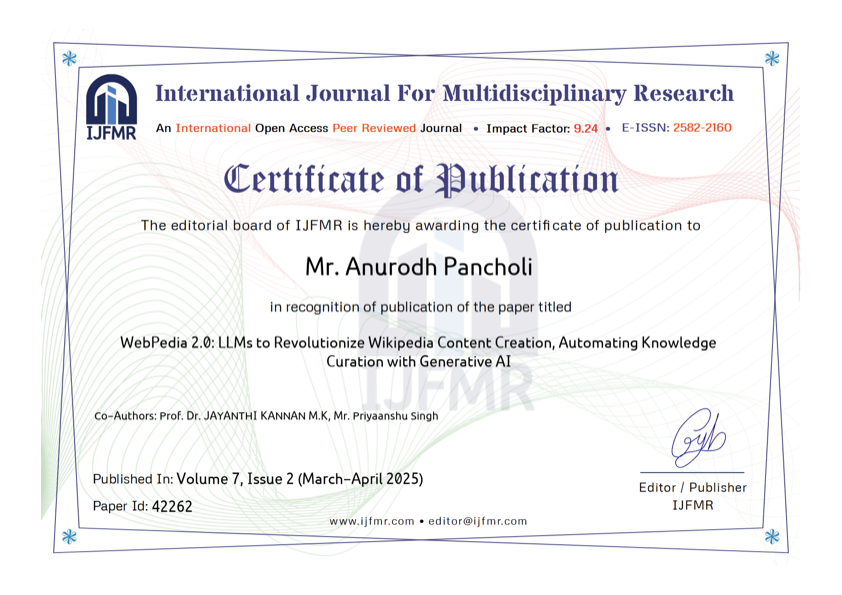 International Journal For Multidisciplinary Research
IJFMR
An International Open Access Peer Reviewed Journal • Impact Factor: 9.24 • E-ISSN: 2582-2160
Certificate of Publication
The editorial board of IJFMR is hereby awarding the certificate of publication to
Mr. Anurodh Pancholi
in recognition of publication of the paper titled
WebPedia 2.0: LLMs to Revolutionize Wikipedia Content Creation, Automating Knowledge
Curation with Generative AI
IJFMR
Co-Authors: Prof. Dr. JAYANTHI KANNAN M.K, Mr. Priyaanshu Singh
Published In: Volume 7, Issue 2 (March-April 2025)
Editor / Publisher
IJFMR
Paper Id: 42262
www.ijfmr.com • editor@ijfmr.com